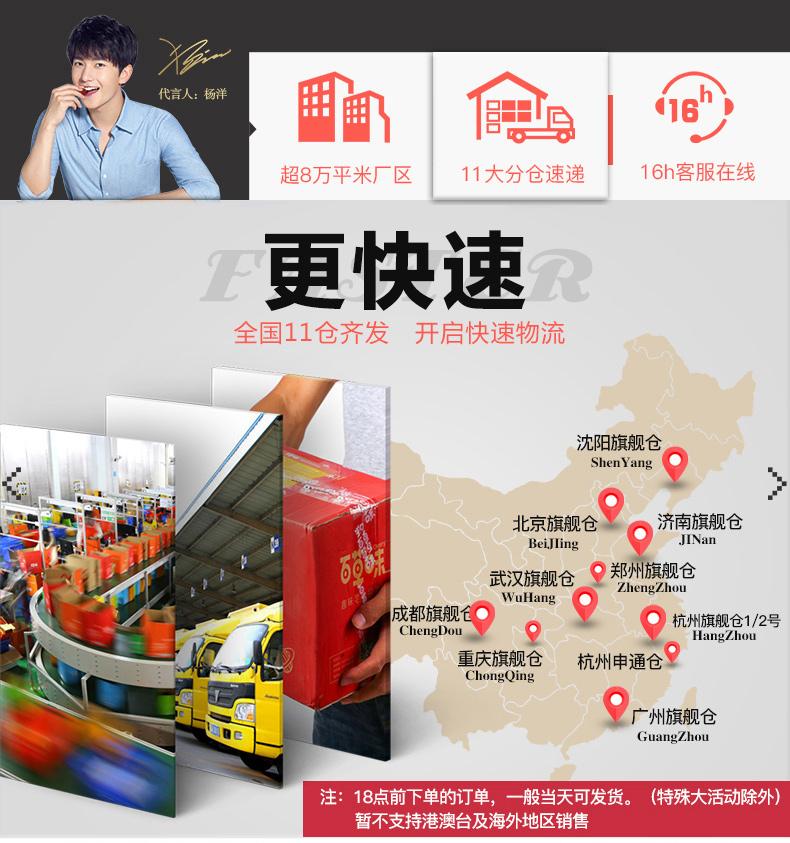 代言人：杨洋
超8万平米厂区
11大分仓速递
16h
16h客服在线
更快速
全国11仓齐发 开启快速物流
沈阳旗舰仓
ShenYang
北京旗舰仓
BeiJIing
济南旗舰仓
JINan
郑州旗舰仓
ZhengZhou
武汉旗舰仓
WuHang
成都旗舰仓
ChengDou
杭州旗舰仓1/2号
HangZhou
重庆旗舰仓
ChongQing
杭州申通仓
广州旗舰仓
GuangZhou
百草味
注：18点前下单的订单，一般当天可发货。（特殊大活动除外）
暂不支持港澳台及海外地区销售